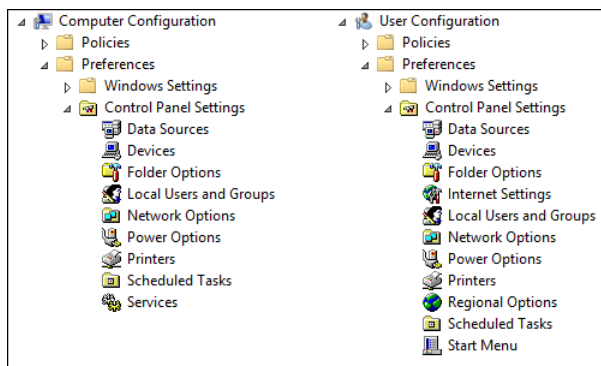 Computer Configuration
Policies
Preferences
Windows Settings
Control Panel Settings
Data Sources
Devices
Folder Options
Local Users and Groups
Network Options
Power Options
Printers
Scheduled Tasks
Services
User Configuration
Policies
Preferences
Windows Settings
Control Panel Settings
Data Sources
Devices
Folder Options
Internet Settings
Local Users and Groups
Network Options
Power Options
Printers
Regional Options
Scheduled Tasks
Start Menu